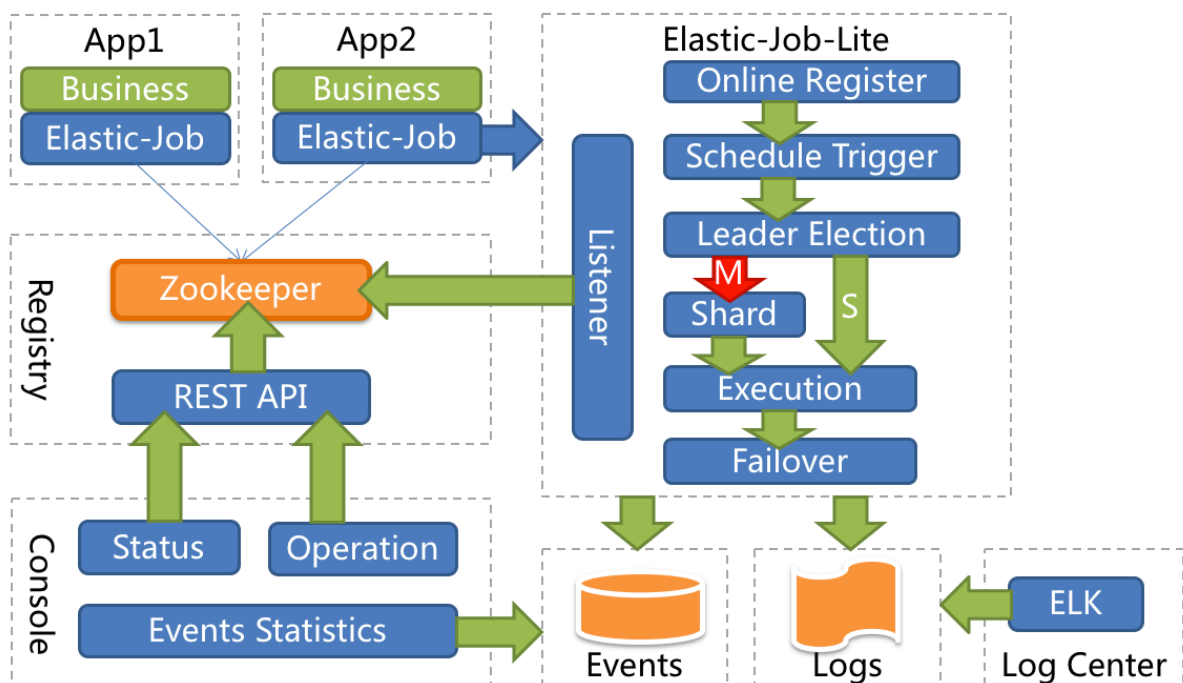 App1
Business
Elastic-Job
App2
Business
Elastic-Job
Elastic-Job-Lite
Online Register
Schedule Trigger
Leader Election
M
S
Shard
Execution
Failover
Listener
Registry
Zookeeper
REST API
Console
Status
Operation
Events Statistics
Events
Logs
ELK
Log Center